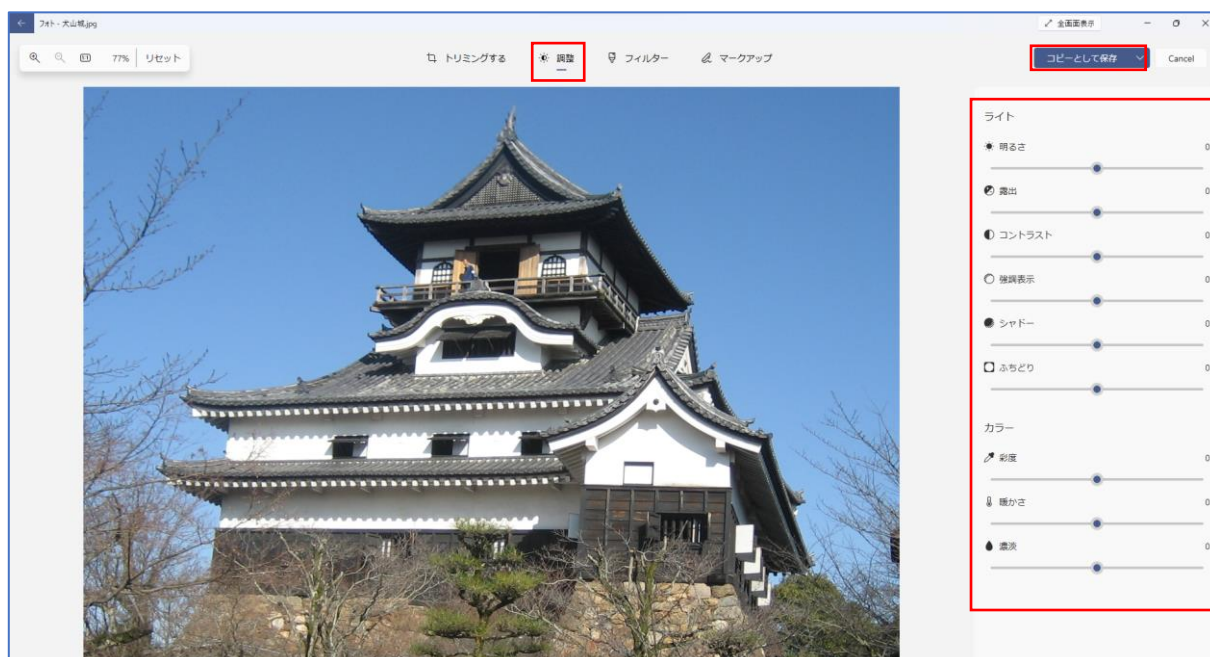 フォト - 犬山城.jpg
全画面表示
77% リセット
トリミングする 調整 フィルター マークアップ
コピーとして保存 Cancel
ライト
明るさ 0
露出 0
コントラスト 0
強調表示 0
シャドー 0
ふちどり 0
カラー
彩度 0
暖かさ 0
濃淡 0